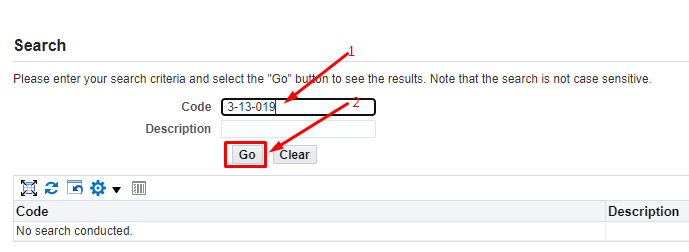 Search
1
Please enter your search criteria and select the "Go" button to see the results. Note that the search is not case sensitive.
Code 3-13-019 2
Description
Go Clear
Code Description
No search conducted.